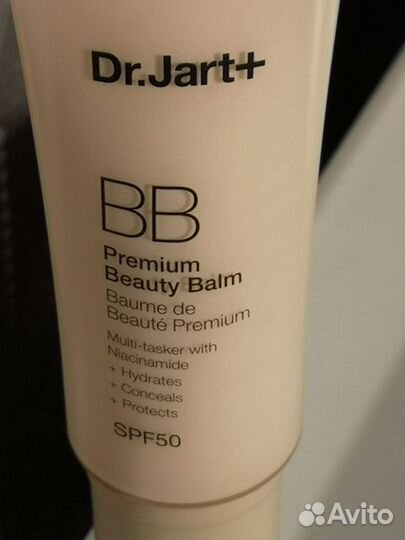 Dr.Jart+
BB
Premium
Beauty Balm
Baume de
Beauté Premium
Multi-tasker with
Niacinamide
+ Hydrates
+ Conceals
+ Protects
SPF50
Avito